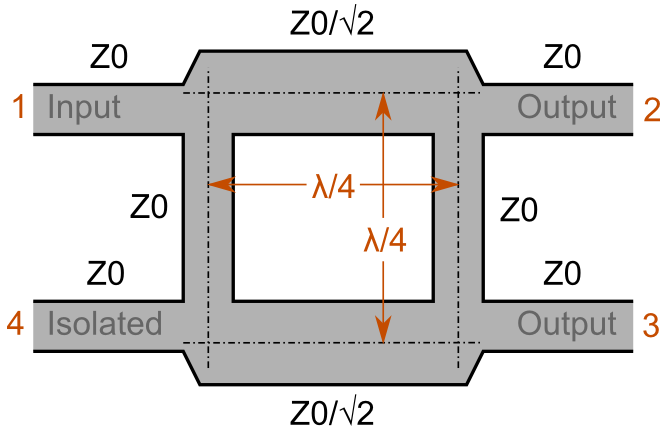 Z0/√2
Z0
Z0
1
Input
Output
2
λ/4
Z0
Z0
λ/4
Z0
Z0
4
Isolated
Output
3
Z0/√2